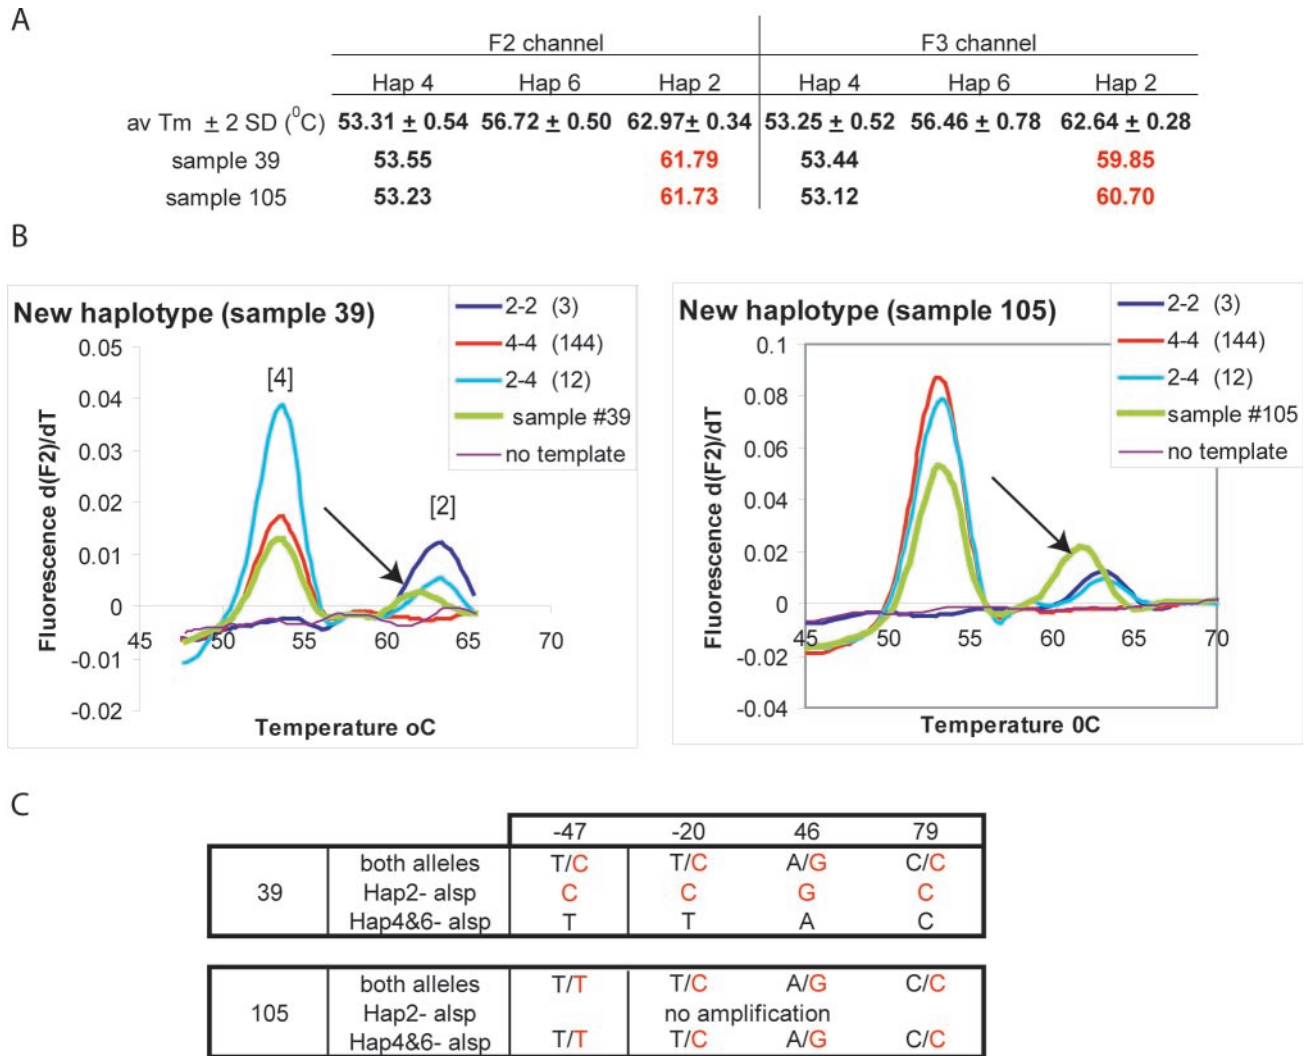 A
F2 channel F3 channel
Hap 4 Hap 6 Hap 2 Hap 4 Hap 6 Hap 2
av Tm ± 2 SD (⁰C) 53.31 ± 0.54 56.72 ± 0.50 62.97± 0.34 53.25 ± 0.52 56.46 ± 0.78 62.64 ± 0.28
sample 39 53.55 61.79 53.44 59.85
sample 105 53.23 61.73 53.12 60.70
B
New haplotype (sample 39)
2-2 (3)
4-4 (144)
2-4 (12)
sample #39
no template
[4]
[2]
Fluorescence d(F2)/dT
0.05
0.04
0.03
0.02
0.01
0
-0.01
-0.02
45 50 55 60 65 70
Temperature oC
New haplotype (sample 105)
2-2 (3)
4-4 (144)
2-4 (12)
sample #105
no template
Fluorescence d(F2)/dT
0.1
0.08
0.06
0.04
0.02
0
-0.02
-0.04
45 50 55 60 65 70
Temperature 0C
C
-47 -20 46 79
39
both alleles T/C T/C A/G C/C
Hap2- alsp C C G C
Hap4&6- alsp T T A C
105
both alleles T/T T/C A/G C/C
Hap2- alsp no amplification
Hap4&6- alsp T/T T/C A/G C/C